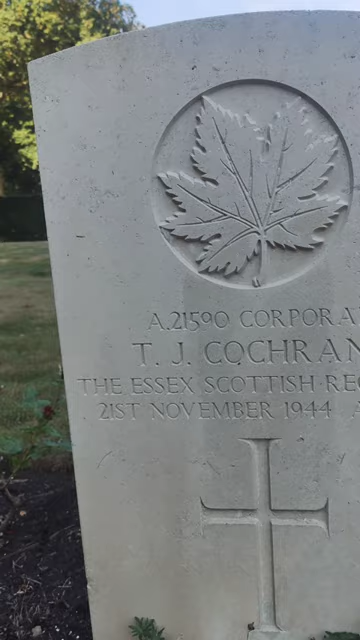 A.21590 CORPORA
T. J. COCHRAN
THE ESSEX SCOTTISH REG
21ST NOVEMBER 1944 A